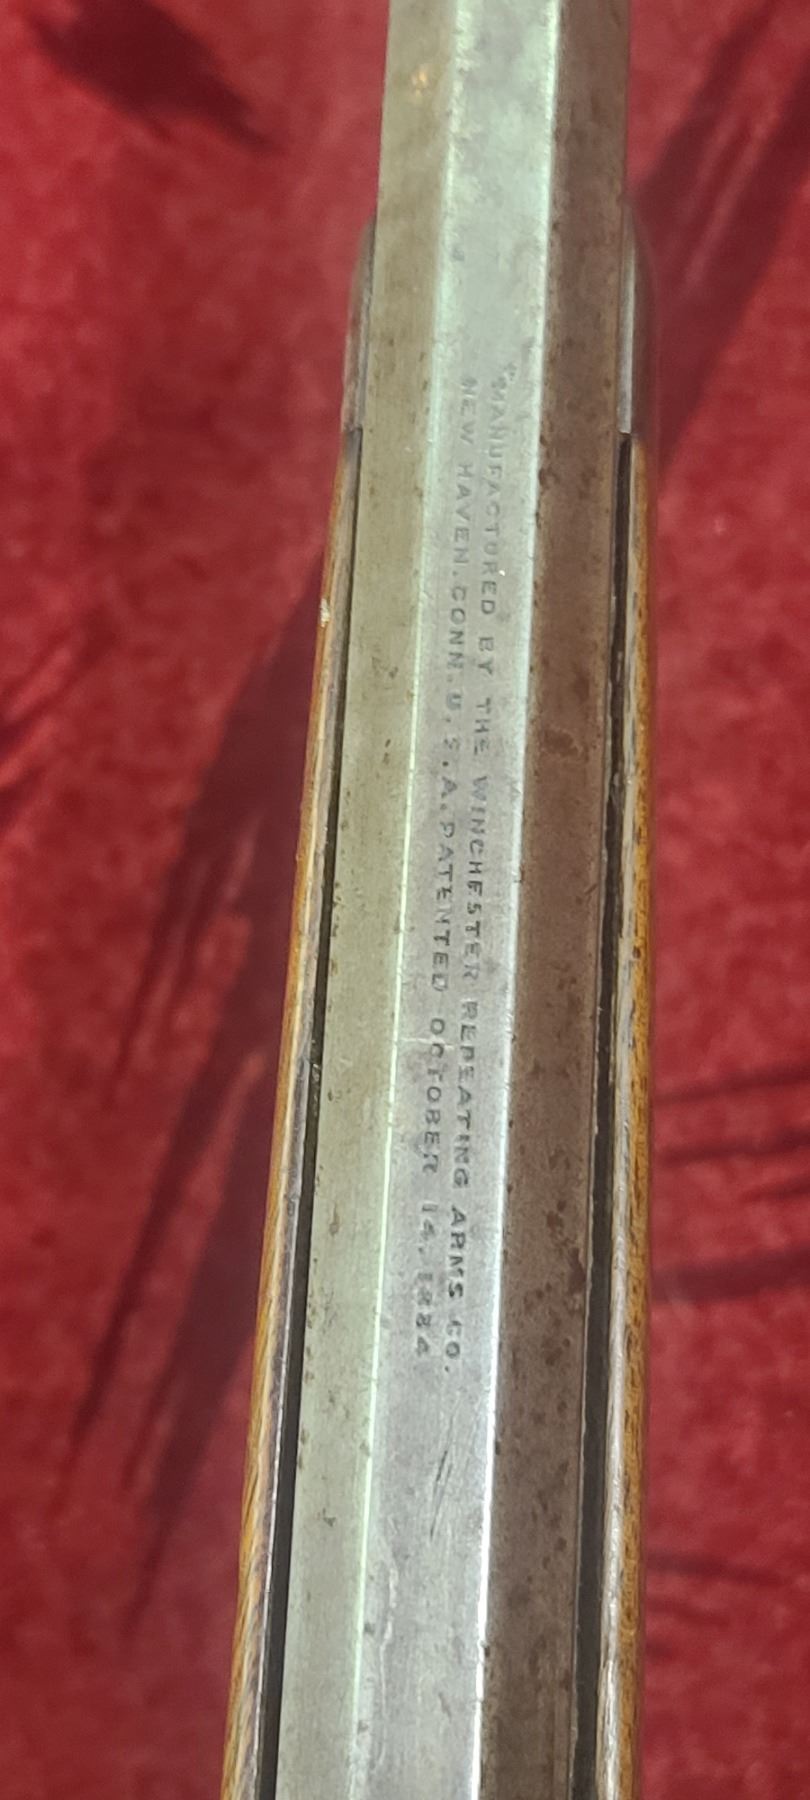 "MANUFACTURED BY THE WINCHESTER REPEATING ARMS CO.
NEW HAVEN. CONN. U.S.A. PATENTED OCTOBER 14, 1884